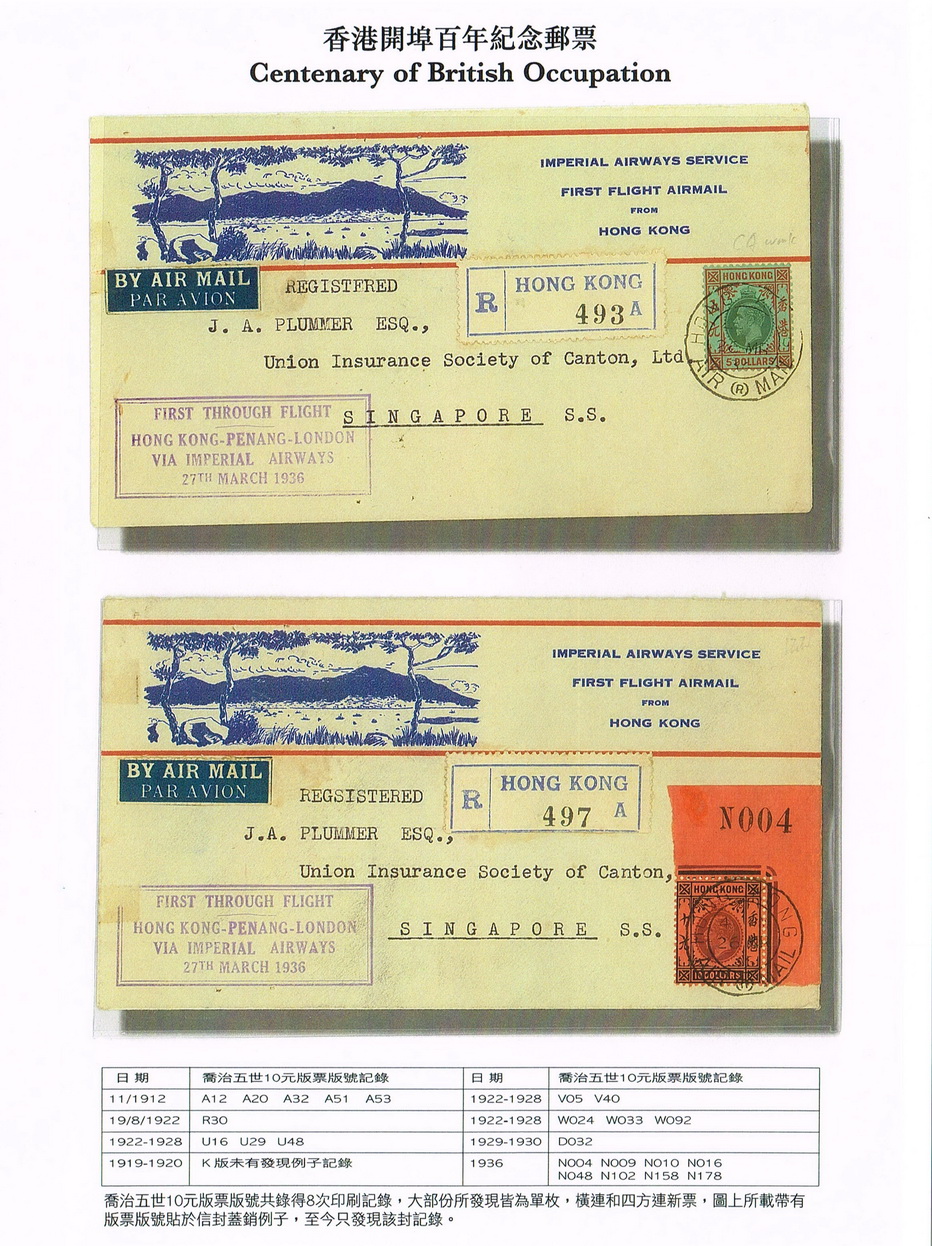 香港開埠百年紀念郵票
Centenary of British Occupation
IMPERIAL AIRWAYS SERVICE
FIRST FLIGHT AIRMAIL
FROM
HONG KONG
BY AIR MAIL
PAR AVION
REGISTFRED
R HONG KONG
493 A
HONG KONG
5 DOLLARS
AIR (R) MAIL
J. A. PLUMMER ESQ.,
Union Insurance Society of Canton, Ltd
SINGAPORE S.S.
FIRST THROUGH FLIGHT
HONG KONG-PENANG-LONDON
VIA IMPERIAL AIRWAYS
27TH MARCH 1936
IMPERIAL AIRWAYS SERVICE
FIRST FLIGHT AIRMAIL
FROM
HONG KONG
BY AIR MAIL
PAR AVION
REGSISTERED
R HONG KONG
497 A
N004
J.A. PLUMMER ESQ.,
Union Insurance Society of Canton,
HONG KONG
SINGAPORE S.S.
FIRST THROUGH FLIGHT
HONG KONG-PENANG-LONDON
VIA IMPERIAL AIRWAYS
27TH MARCH 1936
日期 喬治五世10元版票版號記錄 日期 喬治五世10元版票版號記錄
11/1912 A12 A20 A32 A51 A53 1922-1928 V05 V40
19/8/1922 R30 1922-1928 W024 W033 W092
1922-1928 U16 U29 U48 1929-1930 D032
1919-1920 K版未有發現例子記錄 1936 N004 N009 N010 N016
N048 N102 N158 N178
喬治五世10元版票版號共錄得8次印刷記錄，大部份所發現皆為單枚，橫連和四方連新票，圖上所載帶有
版票版號貼於信封蓋銷例子，至今只發現該封記錄。